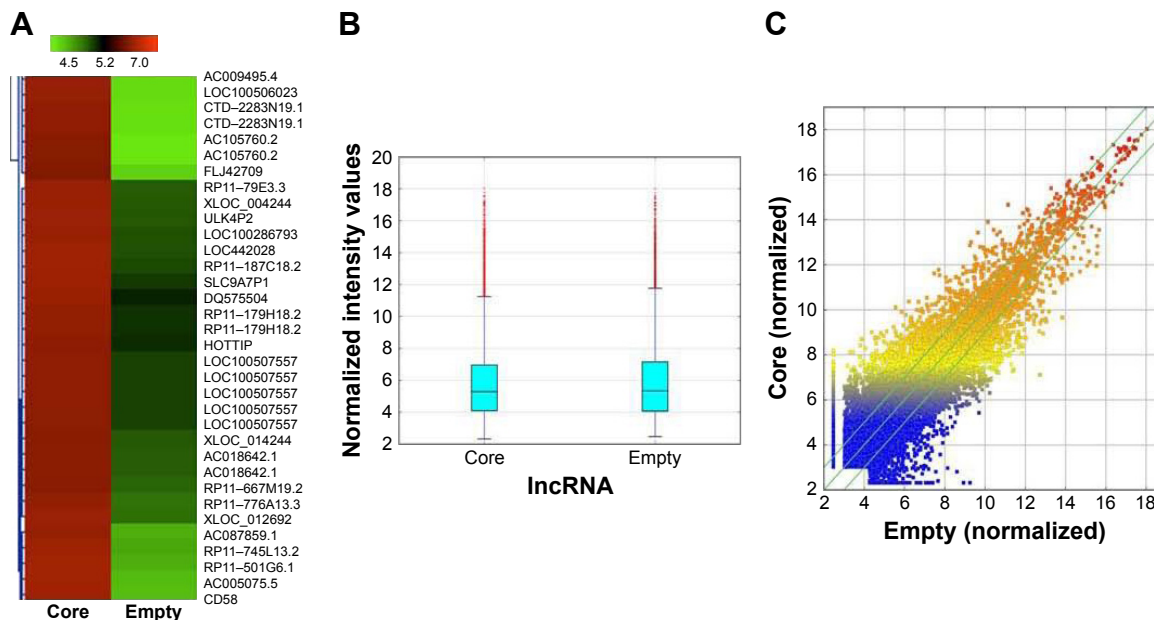 A
4.5 5.2 7.0
AC009495.4
LOC100506023
CTD–2283N19.1
CTD–2283N19.1
AC105760.2
AC105760.2
FLJ42709
RP11–79E3.3
XLOC_004244
ULK4P2
LOC100286793
LOC442028
RP11–187C18.2
SLC9A7P1
DQ575504
RP11–179H18.2
RP11–179H18.2
HOTTIP
LOC100507557
LOC100507557
LOC100507557
LOC100507557
LOC100507557
XLOC_014244
AC018642.1
AC018642.1
RP11–667M19.2
RP11–776A13.3
XLOC_012692
AC087859.1
RP11–745L13.2
RP11–501G6.1
AC005075.5
CD58
Core Empty
B
Normalized intensity values
20
18
16
14
12
10
8
6
4
2
Core Empty
lncRNA
C
Core (normalized)
19
18
16
14
12
10
8
7
6
4
2
2 4 6 8 10 12 14 16 18
Empty (normalized)